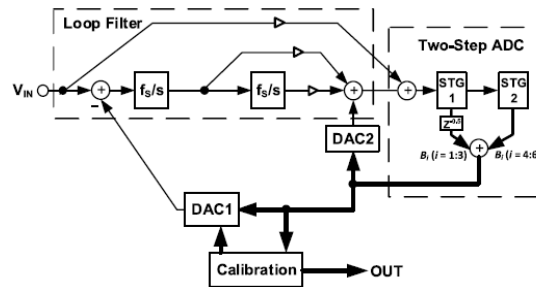 Loop Filter
Two-Step ADC
V_IN
f_S/s
f_S/s
STG 1
STG 2
Z^-0.5
DAC2
B_i (i = 1:3)
B_i (i = 4:6
DAC1
Calibration
OUT